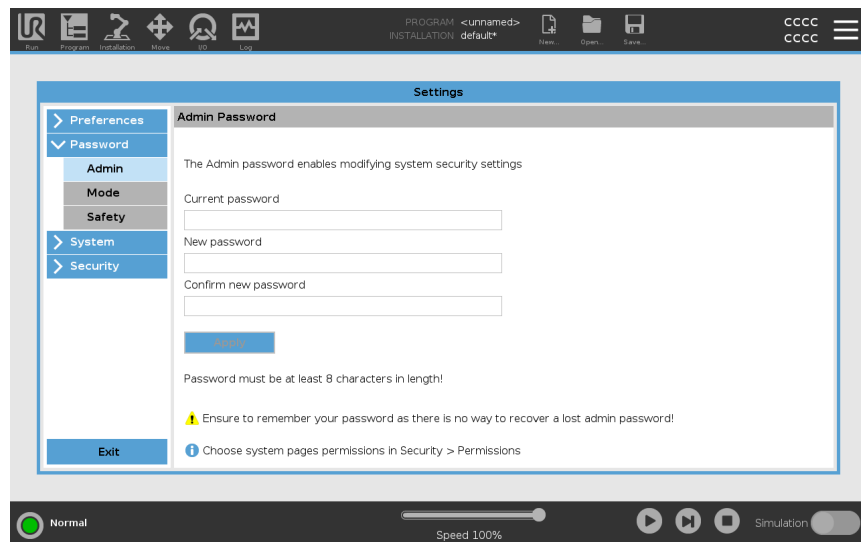 PROGRAM <unnamed>
INSTALLATION default*
CCCC
CCCC
UR
Run Program Installation Move I/O Log New... Open... Save...
Settings
Preferences
Password
Admin
Mode
Safety
System
Security
Exit
Admin Password
The Admin password enables modifying system security settings
Current password
New password
Confirm new password
Apply
Password must be at least 8 characters in length!
Ensure to remember your password as there is no way to recover a lost admin password!
Choose system pages permissions in Security > Permissions
Normal
Speed 100%
Simulation